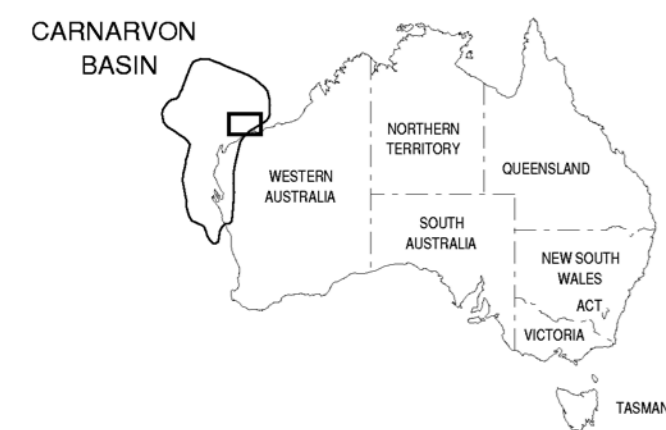 CARNARVON
BASIN
NORTHERN
TERRITORY
QUEENSLAND
WESTERN
AUSTRALIA
SOUTH
AUSTRALIA
NEW SOUTH
WALES
ACT
VICTORIA
TASMAN